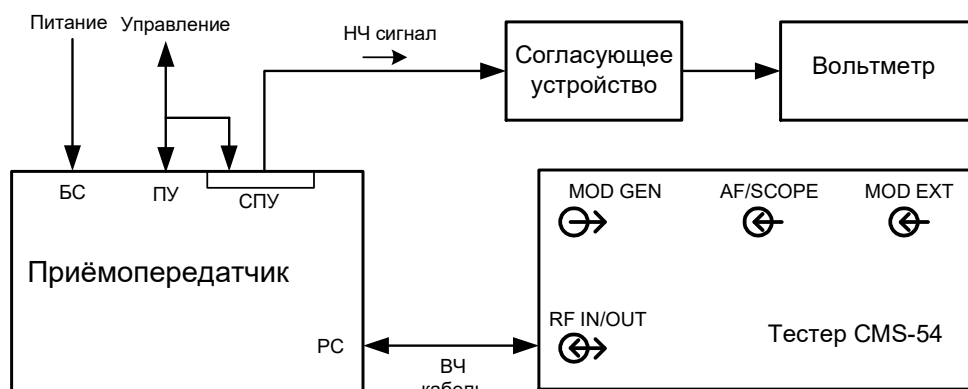 Питание
Управление
НЧ сигнал
Согласующее
устройство
Вольтметр
БС
ПУ
СПУ
MOD GEN
AF/SCOPE
MOD EXT
Приёмопередатчик
RF IN/OUT
РС
Тестер CMS-54
ВЧ
кабель